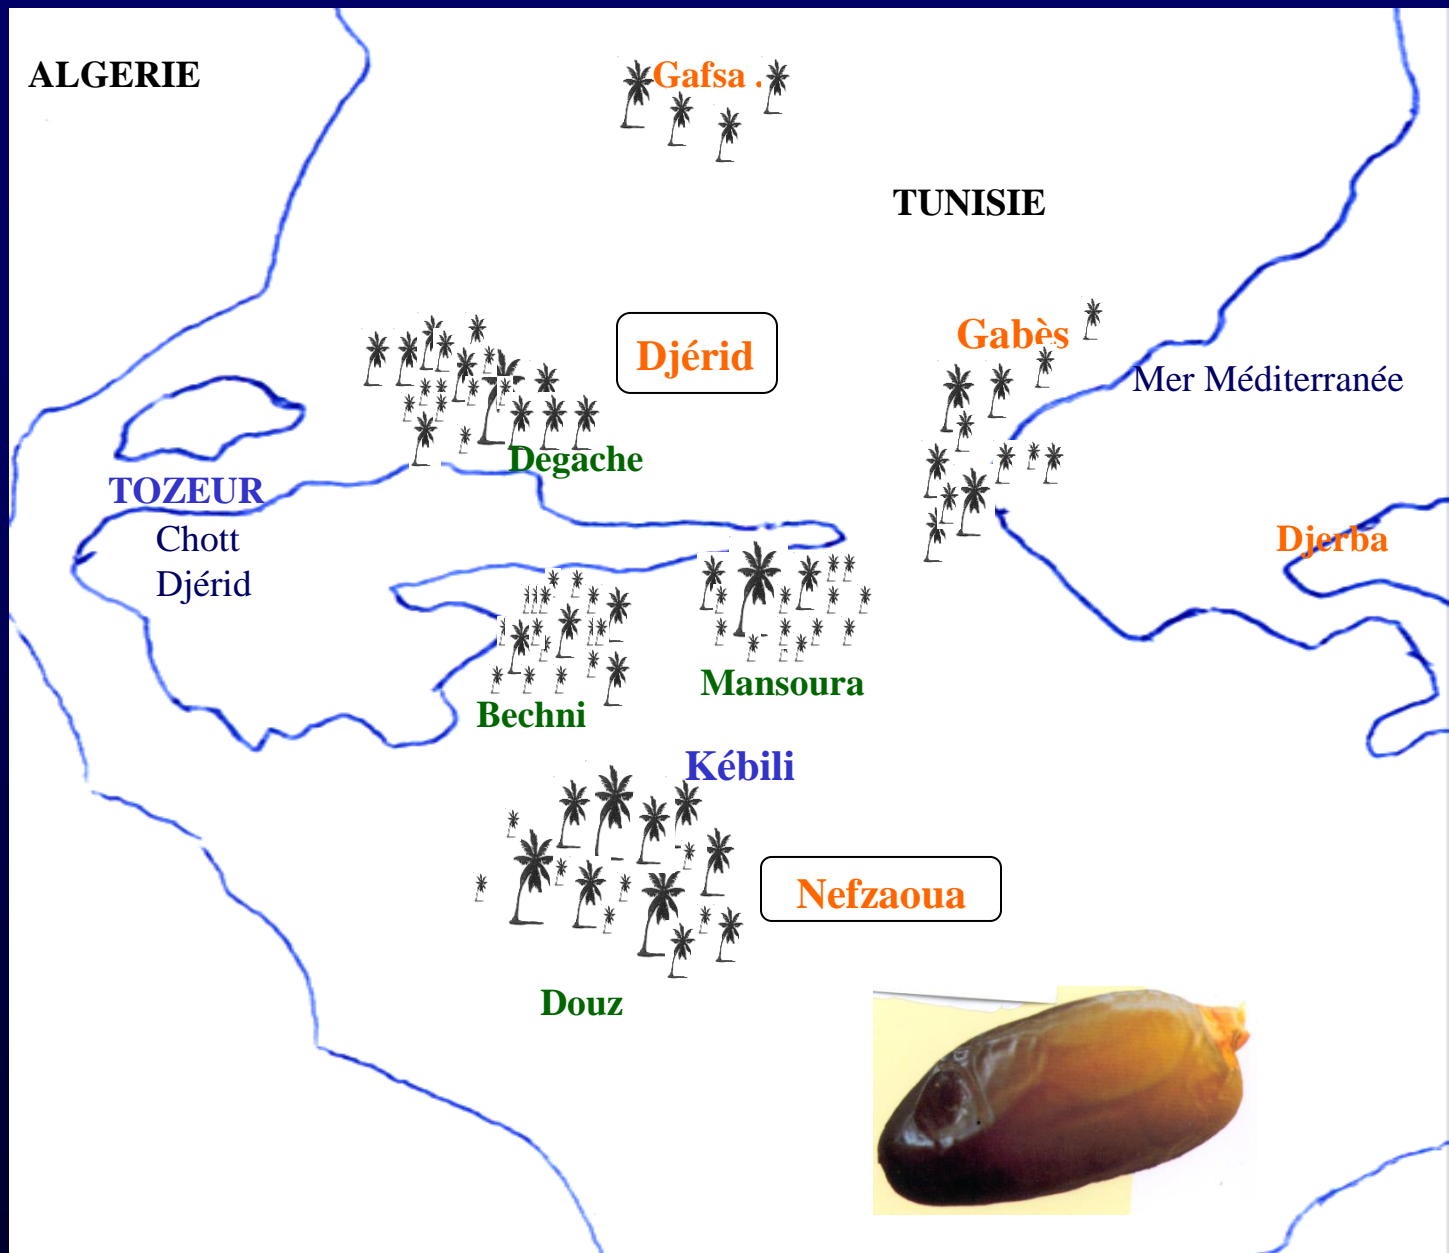 ALGERIE
Gafsa .
TUNISIE
Djérid
Gabès
Mer Méditerranée
Degache
TOZEUR
Chott
Djérid
Djerba
Mansoura
Bechni
Kébili
Nefzaoua
Douz